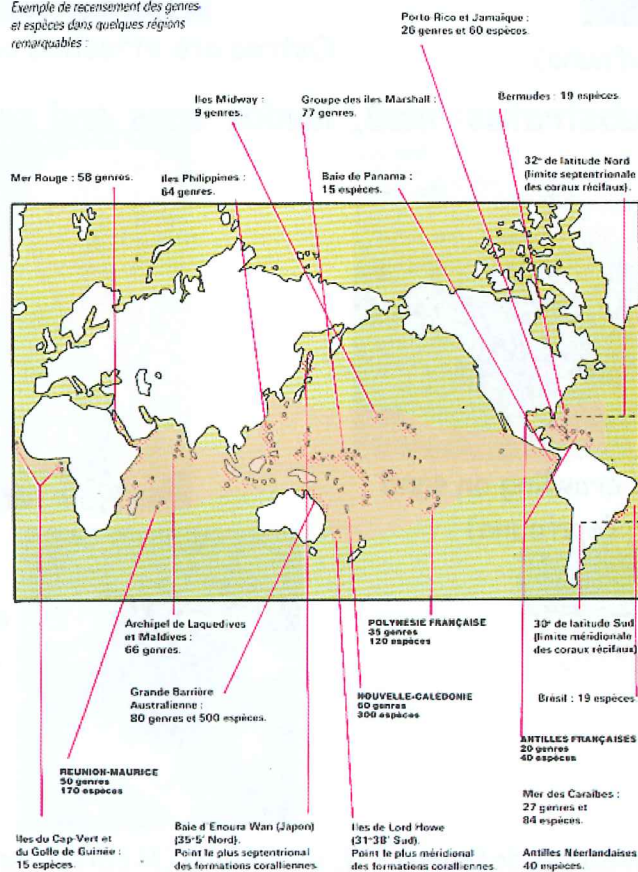 Exemple de recensement des genres
et espèces dans quelques régions
remarquables :
Porto Rico et Jamaïque :
26 genres et 60 espèces.
Iles Midway :
9 genres.
Groupe des îles Marshall :
77 genres.
Bermudes : 19 espèces.
Mer Rouge : 58 genres.
Iles Philippines :
64 genres.
Baie de Panama :
15 espèces.
32° de latitude Nord
(limite septentrionale
des coraux récifaux).
Archipel de Laquedives
et Maldives :
66 genres.
POLYNÉSIE FRANÇAISE
35 genres
120 espèces
30° de latitude Sud
(limite méridionale
des coraux récifaux)
Grande Barrière
Australienne :
80 genres et 500 espèces.
NOUVELLE-CALÉDONIE
60 genres
300 espèces
Brésil : 19 espèces
ANTILLES FRANÇAISES
20 genres
40 espèces
RÉUNION-MAURICE
50 genres
170 espèces
Mer des Caraïbes :
27 genres et
84 espèces.
Iles du Cap-Vert et
du Golfe de Guinée :
15 espèces.
Baie d'Enoura Wan (Japon)
(35°5' Nord).
Point le plus septentrional
des formations coralliennes
Iles de Lord Howe
(31°38' Sud).
Point le plus méridional
des formations coralliennes
Antilles Néerlandaises
40 espèces.